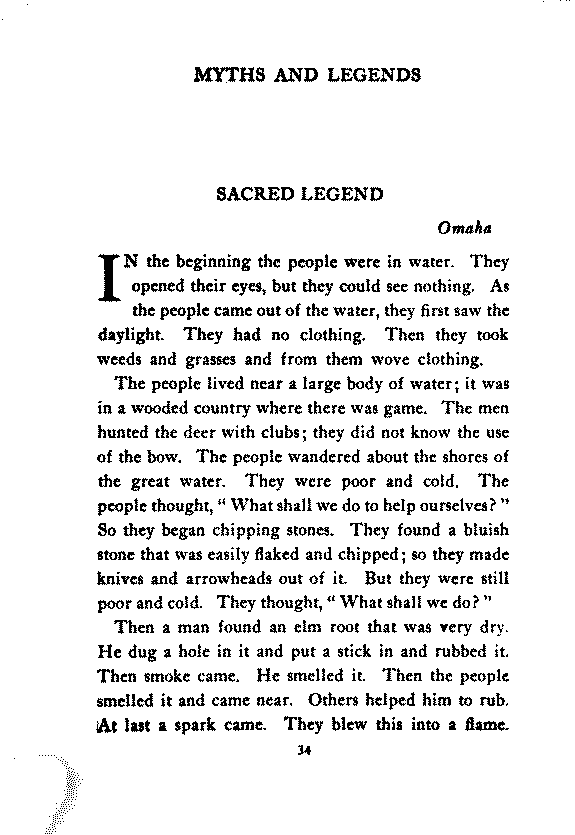 MYTHS AND LEGENDS
SACRED LEGEND
Omaha
IN the beginning the people were in water. They
opened their eyes, but they could see nothing. As
the people came out of the water, they first saw the
daylight. They had no clothing. Then they took
weeds and grasses and from them wove clothing.
The people lived near a large body of water; it was
in a wooded country where there was game. The men
hunted the deer with clubs; they did not know the use
of the bow. The people wandered about the shores of
the great water. They were poor and cold. The
people thought, “ What shall we do to help ourselves? ”
So they began chipping stones. They found a bluish
stone that was easily flaked and chipped; so they made
knives and arrowheads out of it. But they were still
poor and cold. They thought, “ What shall we do? ”
Then a man found an elm root that was very dry.
He dug a hole in it and put a stick in and rubbed it.
Then smoke came. He smelled it. Then the people
smelled it and came near. Others helped him to rub.
At last a spark came. They blew this into a flame.
34